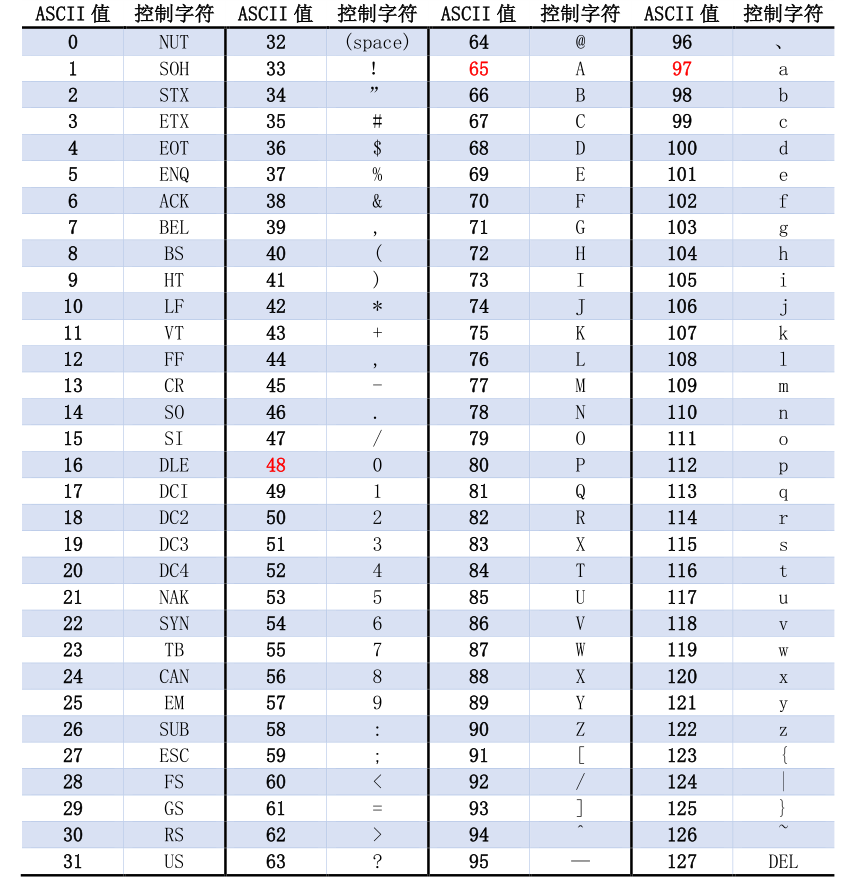 ASCII 值 控制字符 ASCII 值 控制字符 ASCII 值 控制字符 ASCII 值 控制字符
0 NUT 32 (space) 64 @ 96 、
1 SOH 33 ! 65 A 97 a
2 STX 34 ” 66 B 98 b
3 ETX 35 # 67 C 99 c
4 EOT 36 $ 68 D 100 d
5 ENQ 37 % 69 E 101 e
6 ACK 38 & 70 F 102 f
7 BEL 39 , 71 G 103 g
8 BS 40 ( 72 H 104 h
9 HT 41 ) 73 I 105 i
10 LF 42 * 74 J 106 j
11 VT 43 + 75 K 107 k
12 FF 44 , 76 L 108 l
13 CR 45 - 77 M 109 m
14 SO 46 . 78 N 110 n
15 SI 47 / 79 O 111 o
16 DLE 48 0 80 P 112 p
17 DCI 49 1 81 Q 113 q
18 DC2 50 2 82 R 114 r
19 DC3 51 3 83 X 115 s
20 DC4 52 4 84 T 116 t
21 NAK 53 5 85 U 117 u
22 SYN 54 6 86 V 118 v
23 TB 55 7 87 W 119 w
24 CAN 56 8 88 X 120 x
25 EM 57 9 89 Y 121 y
26 SUB 58 : 90 Z 122 z
27 ESC 59 ; 91 [ 123 {
28 FS 60 < 92 / 124 |
29 GS 61 = 93 ] 125 }
30 RS 62 > 94 ^ 126 ~
31 US 63 ? 95 — 127 DEL